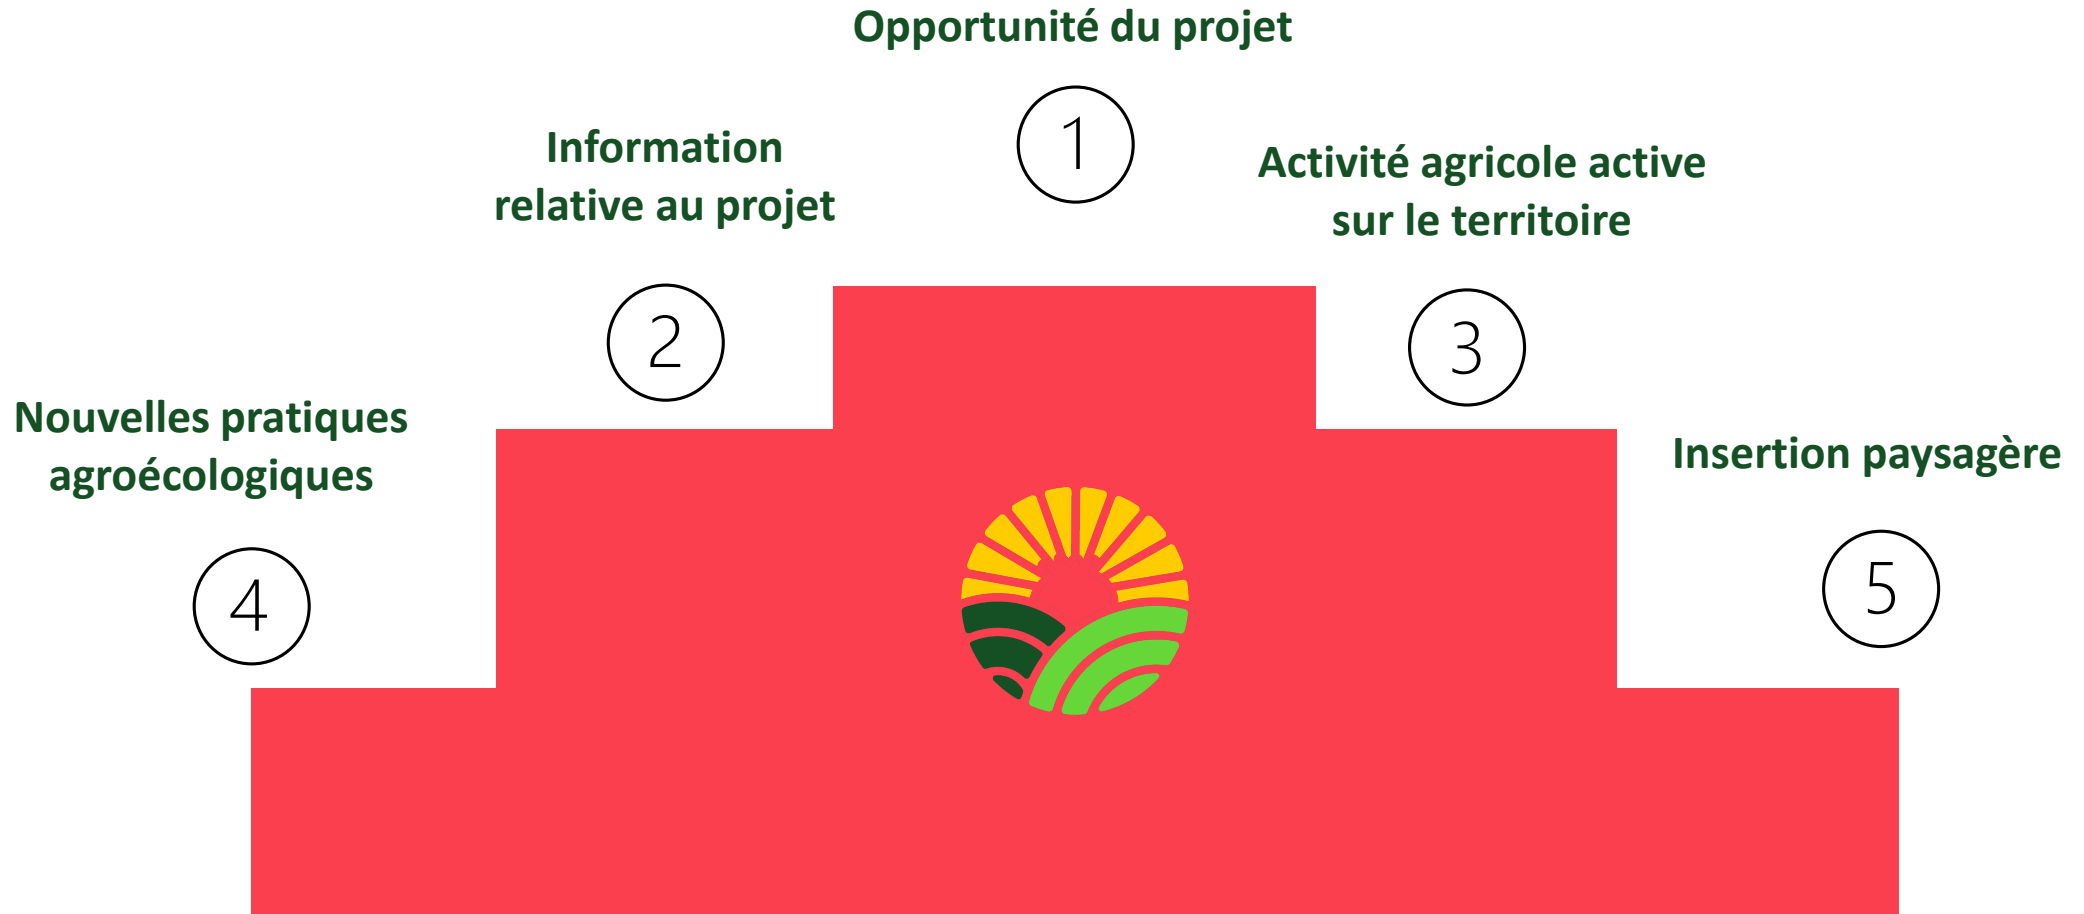 Opportunité du projet
1
Information
relative au projet
2
Activité agricole active
sur le territoire
3
Nouvelles pratiques
agroécologiques
4
Insertion paysagère
5